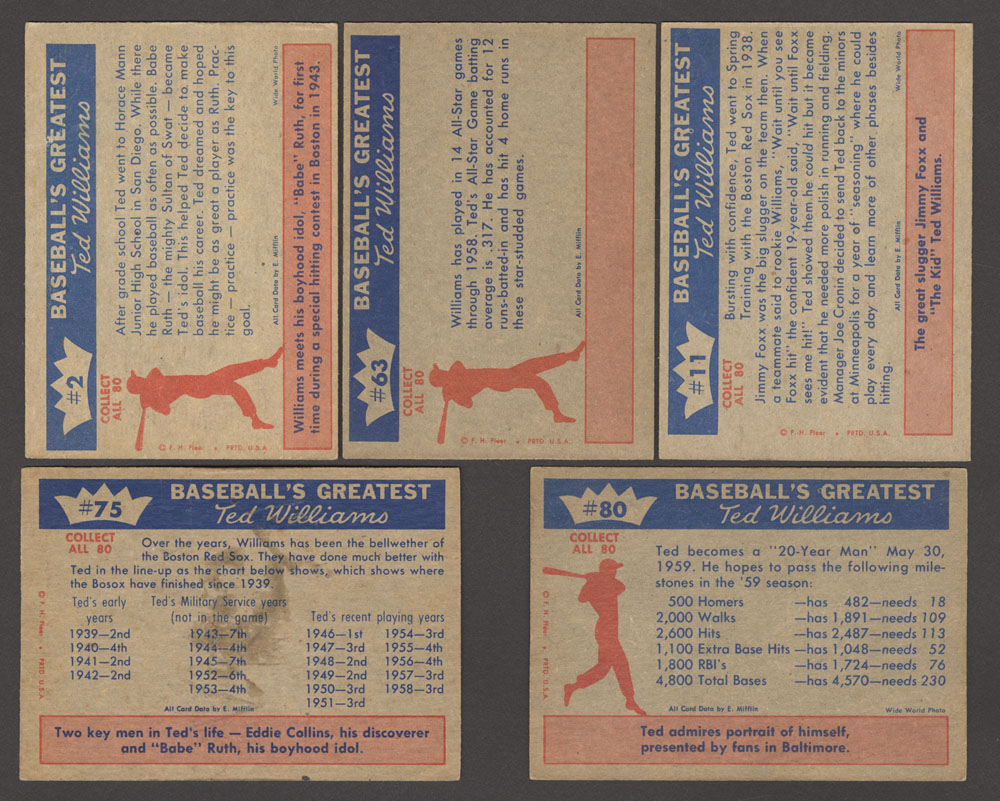 BASEBALL'S GREATEST
Ted Williams
#2
COLLECT
ALL 80
After grade school Ted went to Horace Mann
Junior High School in San Diego. While there
he played baseball as often as possible. Babe
Ruth — the mighty Sultan of Swat — became
Ted's idol. This helped Ted decide to make
baseball his career. Ted dreamed and hoped
he might be as great a player as Ruth. Prac-
tice — practice — practice was the key to this
goal.
© F. H. Fleer • PRTD. U.S.A.
All Card Data by E. Mifflin
Wide World Photo
Williams meets his boyhood idol, "Babe" Ruth, for first
time during a special hitting contest in Boston in 1943.
BASEBALL'S GREATEST
Ted Williams
#63
COLLECT
ALL 80
Williams has played in 14 All-Star games
through 1958. Ted's All-Star Game batting
average is .317. He has accounted for 12
runs-batted-in and has hit 4 home runs in
these star-studded games.
© F. H. Fleer • PRTD. U.S.A.
All Card Data by E. Mifflin
BASEBALL'S GREATEST
Ted Williams
#11
COLLECT
ALL 80
Bursting with confidence, Ted went to Spring
Training with the Boston Red Sox in 1938.
Jimmy Foxx was the big slugger on the team then. When
a teammate said to rookie Williams, "Wait until you see
Foxx hit" the confident 19-year-old said, "Wait until Foxx
sees me hit!" Ted showed them he could hit but it became
evident that he needed more polish in running and fielding.
Manager Joe Cronin decided to send Ted back to the minors
at Minneapolis for a year of "seasoning" where he could
play every day and learn more of other phases besides
hitting.
© F. H. Fleer • PRTD. U.S.A.
All Card Data by E. Mifflin
Wide World Photo
The great slugger Jimmy Foxx and
"The Kid" Ted Williams.
#75
BASEBALL'S GREATEST
Ted Williams
COLLECT
ALL 80
Over the years, Williams has been the bellwether of
the Boston Red Sox. They have done much better with
Ted in the line-up as the chart below shows, which shows where
the Bosox have finished since 1939.
Ted's early
years
1939—2nd
1940—4th
1941—2nd
1942—2nd
Ted's Military Service years
(not in the game)
1943—7th
1944—4th
1945—7th
1952—6th
1953—4th
Ted's recent playing years
1946—1st 1954—3rd
1947—3rd 1955—4th
1948—2nd 1956—4th
1949—2nd 1957—3rd
1950—3rd 1958—3rd
1951—3rd
© F. H. Fleer • PRTD. U.S.A.
All Card Data by E. Mifflin
Two key men in Ted's life — Eddie Collins, his discoverer
and "Babe" Ruth, his boyhood idol.
#80
BASEBALL'S GREATEST
Ted Williams
COLLECT
ALL 80
Ted becomes a "20-Year Man" May 30,
1959. He hopes to pass the following mile-
stones in the '59 season:
500 Homers —has 482—needs 18
2,000 Walks —has 1,891—needs 109
2,600 Hits —has 2,487—needs 113
1,100 Extra Base Hits —has 1,048—needs 52
1,800 RBI's —has 1,724—needs 76
4,800 Total Bases —has 4,570—needs 230
© F. H. Fleer • PRTD. U.S.A.
All Card Data by E. Mifflin
Wide World Photo
Ted admires portrait of himself,
presented by fans in Baltimore.